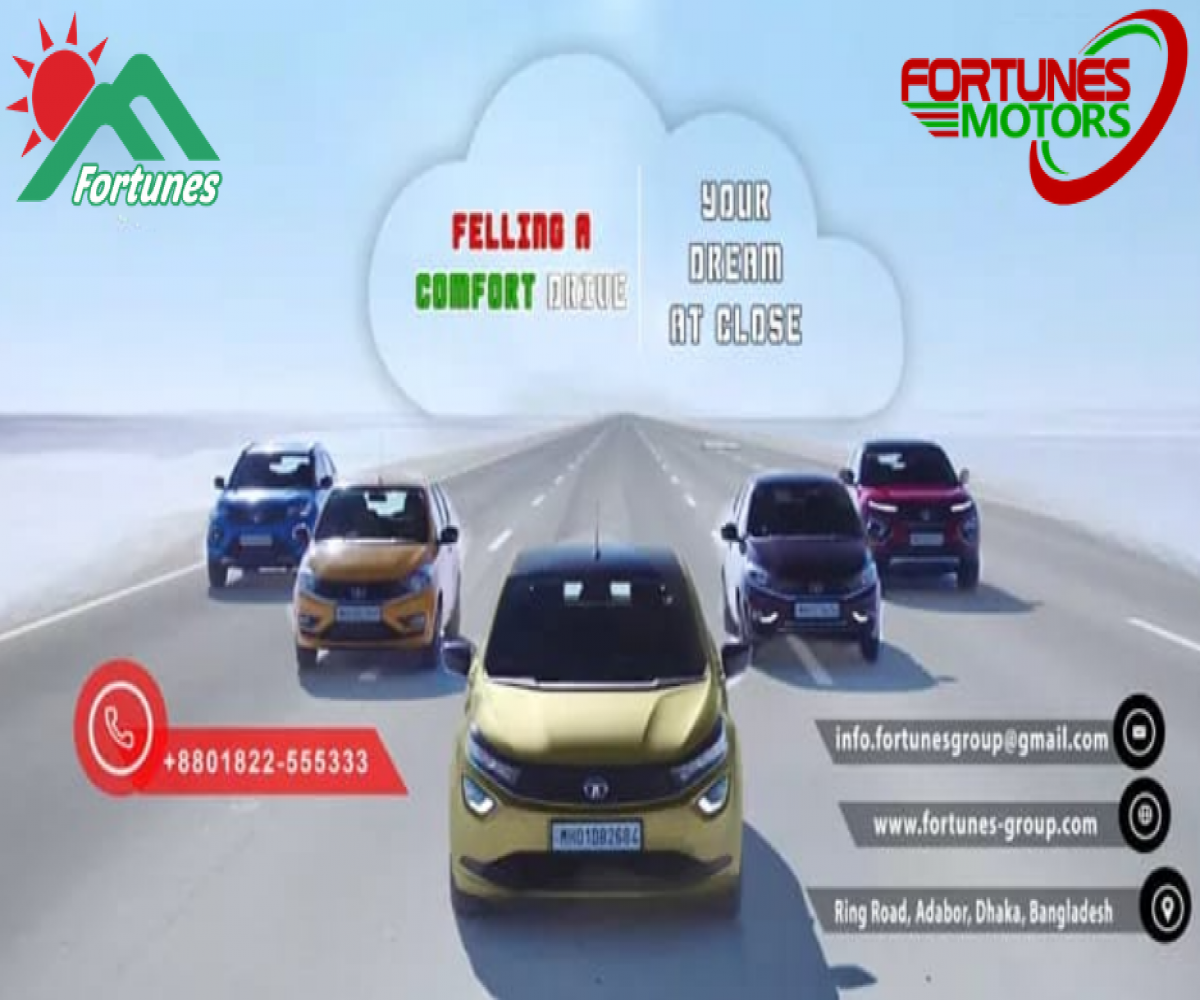 Fortunes
FORTUNES
MOTORS
FELLING A
COMFORT DRIVE
YOUR
DREAM
AT CLOSE
+8801822-555333
info.fortunesgroup@gmail.com
www.fortunes-group.com
Ring Road, Adabor, Dhaka, Bangladesh
MH01DB2684